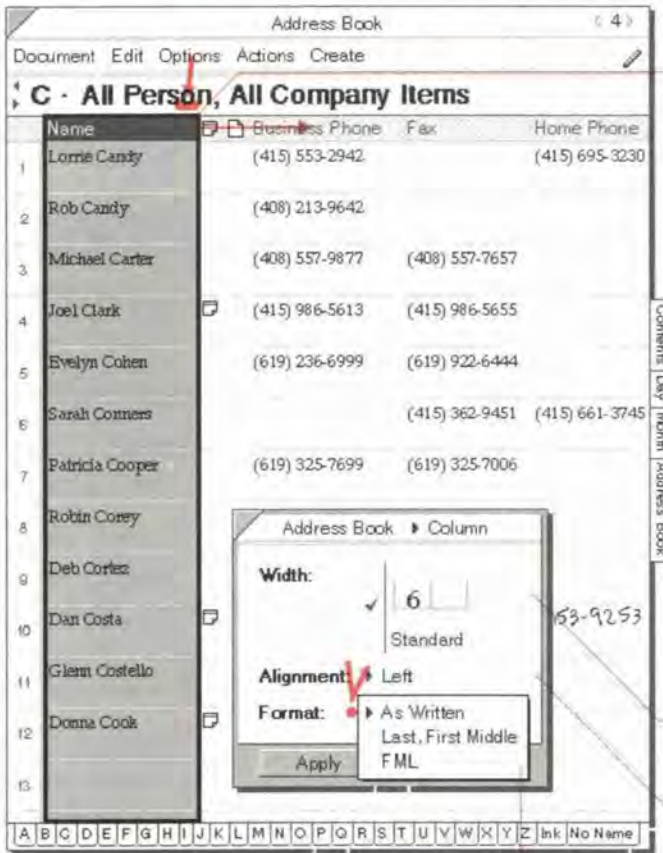 Address Book < 4 >
Document Edit Options Actions Create
C · All Person, All Company Items
Name Business Phone Fax Home Phone
1 Lorrie Candy (415) 553-2942 (415) 695-3230
2 Rob Candy (408) 213-9642
3 Michael Carter (408) 557-9877 (408) 557-7657
4 Joel Clark (415) 986-5613 (415) 986-5655
5 Evelyn Cohen (619) 236-6999 (619) 922-6444
6 Sarah Conners (415) 362-9451 (415) 661-3745
7 Patricia Cooper (619) 325-7699 (619) 325-7006
8 Robin Corey
9 Deb Cortez
10 Dan Costa 53-9253
11 Glenn Costello
12 Donna Cook
13
Address Book ▸ Column
Width:
✓ 6
Standard
Alignment: ▸ Left
Format: ▸ As Written
Last, First Middle
FML
Apply
Contents Day Month Address Book
A B C D E F G H I J K L M N O P Q R S T U V W X Y Z Ink No Name